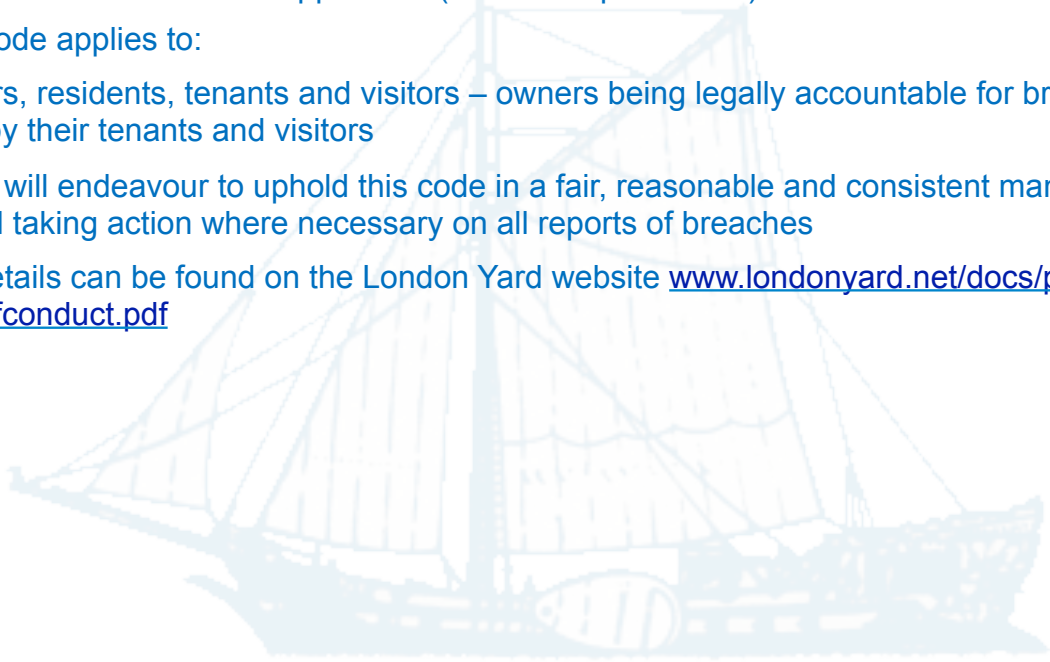 ode applies to:
rs, residents, tenants and visitors – owners being legally accountable for br
by their tenants and visitors
will endeavour to uphold this code in a fair, reasonable and consistent mar
d taking action where necessary on all reports of breaches
etails can be found on the London Yard website www.londonyard.net/docs/p
fconduct.pdf